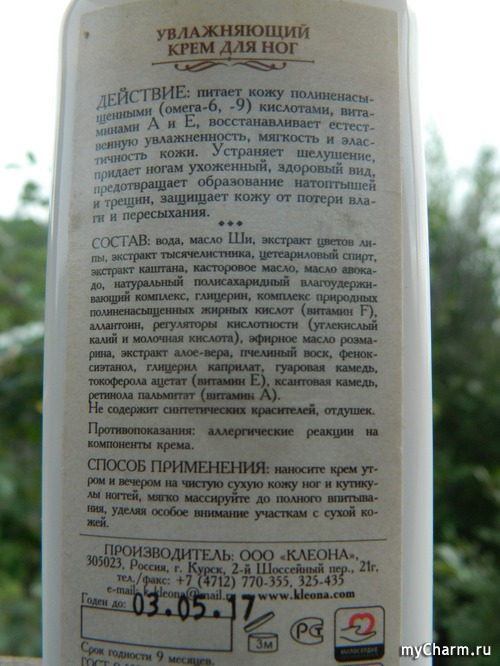 УВЛАЖНЯЮЩИЙ
КРЕМ ДЛЯ НОГ
ДЕЙСТВИЕ: питает кожу полиненасы-
щенными (омега-6, -9) кислотами, вита-
минами А и Е, восстанавливает естест-
венную увлажненность, мягкость и элас-
тичность кожи. Устраняет шелушение,
придает ногам ухоженный, здоровый вид,
предотвращает образование натоптышей
и трещин, защищает кожу от потери вла-
ги и пересыхания.
СОСТАВ: вода, масло Ши, экстракт цветов ли-
пы, экстракт тысячелистника, цетеариловый спирт,
экстракт каштана, касторовое масло, масло авока-
до, натуральный полисахаридный влагоудержи-
вающий комплекс, глицерин, комплекс природных
полиненасыщенных жирных кислот (витамин F),
аллантоин, регуляторы кислотности (углекислый
калий и молочная кислота), эфирное масло розма-
рина, экстракт алое-вера, пчелиный воск, фенок-
сиэтанол, глицерил каприлат, гуаровая камедь,
токоферола ацетат (витамин Е), ксантовая камедь,
ретинола пальмитат (витамин А).
Не содержит синтетических красителей, отдушек.
Противопоказания: аллергические реакции на
компоненты крема.
СПОСОБ ПРИМЕНЕНИЯ: наносите крем ут-
ром и вечером на чистую сухую кожу ног и кутику-
лы ногтей, мягко массируйте до полного впитыва-
ния, уделяя особое внимание участкам с сухой ко-
жей.
ПРОИЗВОДИТЕЛЬ: ООО «КЛЕОНА»,
305023, Россия, г. Курск, 2-й Шоссейный пер., 21г,
тел./факс: +7 (4712) 770-355, 325-435
e-mail: www.kleona.com
Годен до: 03.05.17
3м
РСТ
МИЛОСЕРДИЕ
Срок годности 9 месяцев.
myCharm.ru